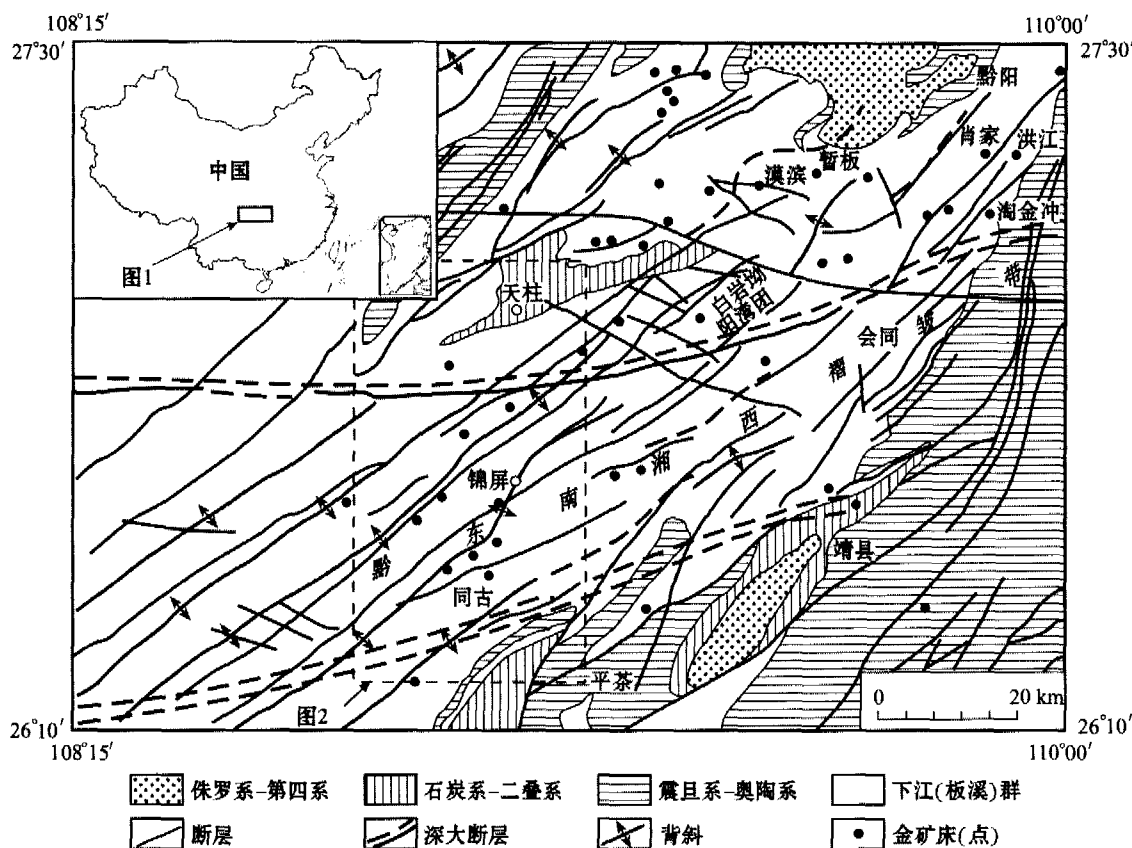 108°15′
110°00′
27°30′
27°30′
中国
图1
黔阳
肖家
洪江
漠滨
暂板
淘金冲
天柱
白岩坳
阳湾团
会同
黔东南湘西褶皱带
锦屏
靖县
同古
平茶
图2
0 20 km
26°10′
26°10′
108°15′
110°00′
侏罗系-第四系
石炭系-二叠系
震旦系-奥陶系
下江(板溪)群
断层
深大断层
背斜
金矿床(点)